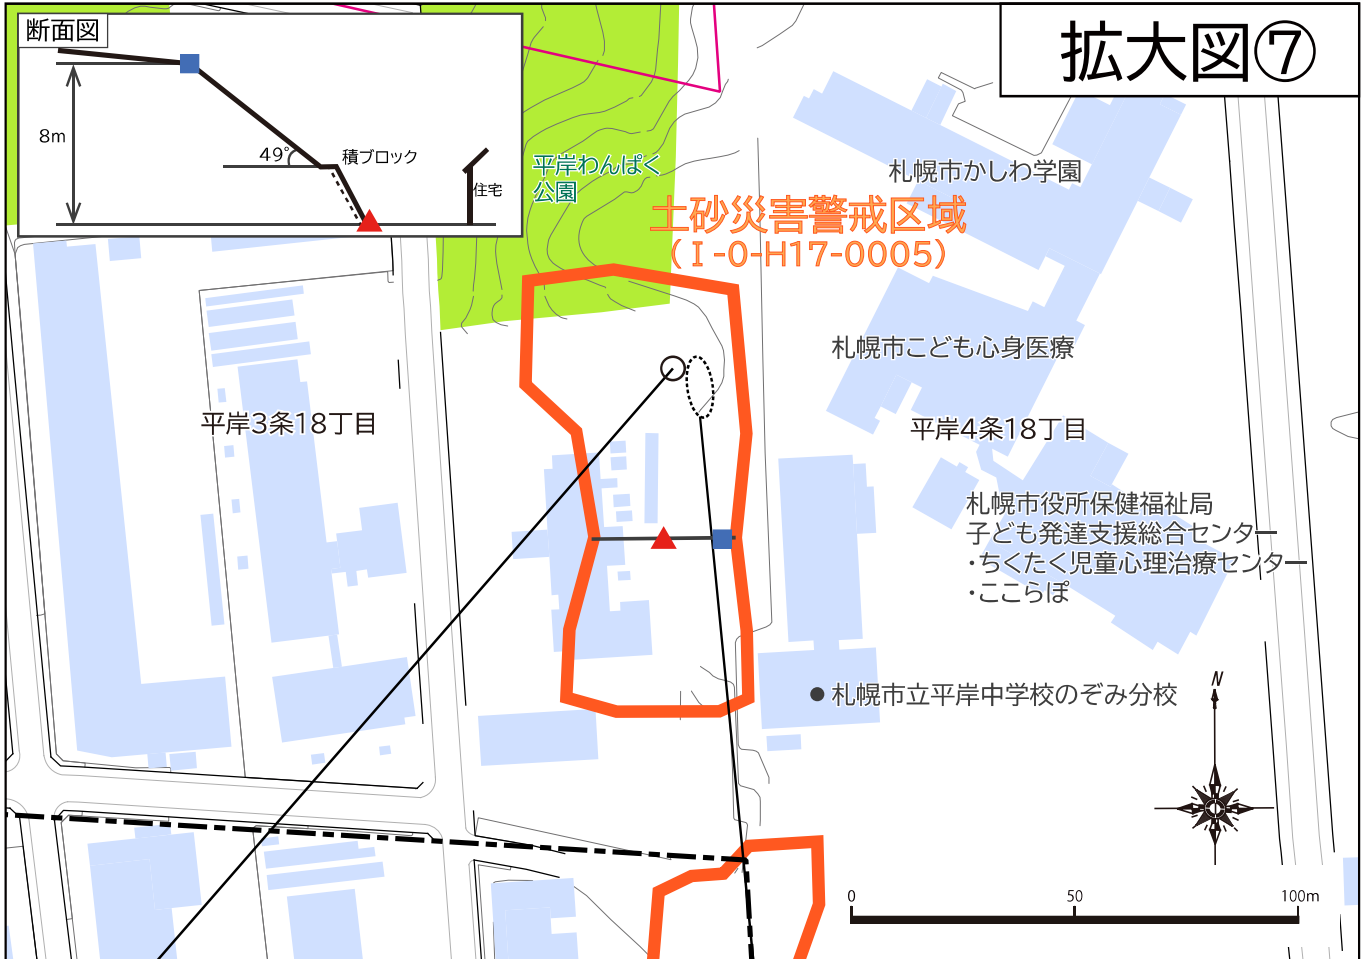 断面図
8m
49°
積ブロック
住宅
拡大図⑦
平岸わんぱく
公園
札幌市かしわ学園
土砂災害警戒区域
（Ⅰ-0-H17-0005）
札幌市こども心身医療
平岸3条18丁目
平岸4条18丁目
札幌市役所保健福祉局
子ども発達支援総合センター
・ちくたく児童心理治療センター
・ここらぽ
●札幌市立平岸中学校のぞみ分校
N
0 50 100m